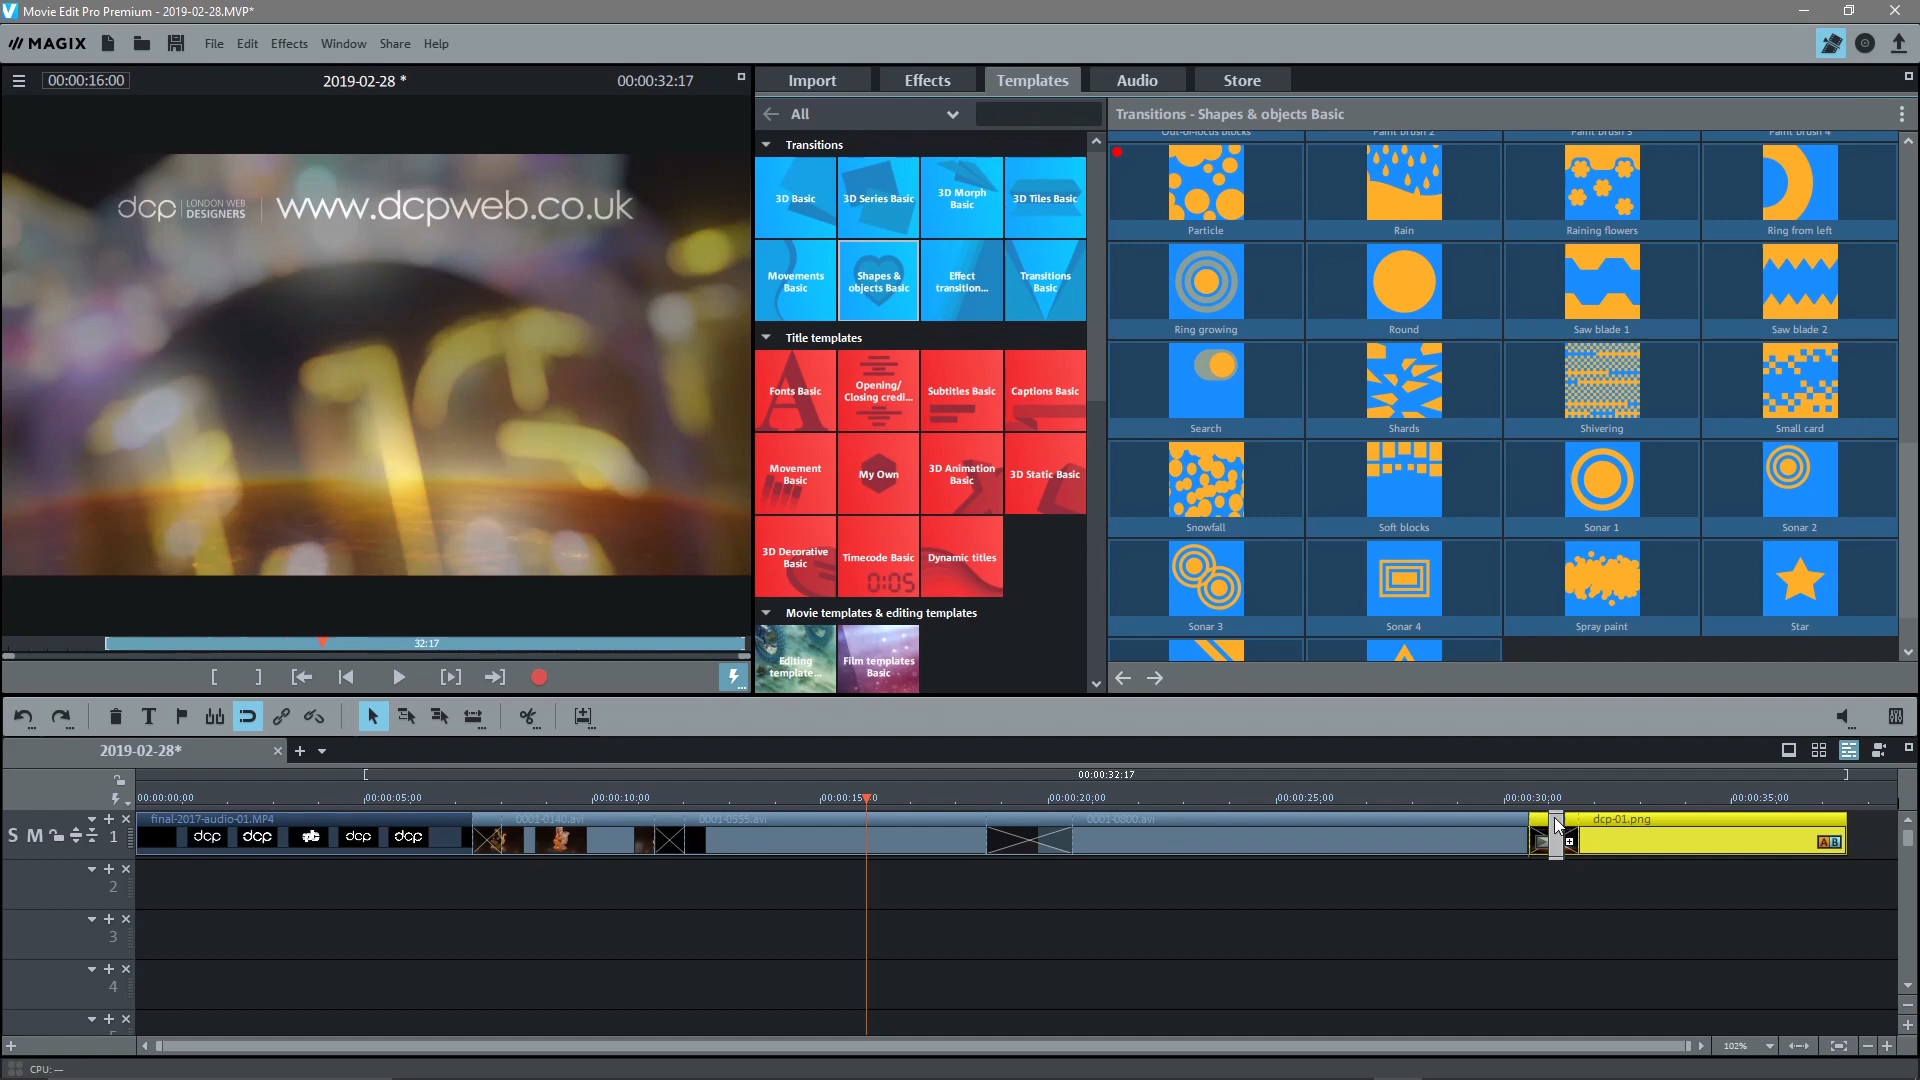 Movie Edit Pro Premium - 2019-02-28.MVP*
MAGIX File Edit Effects Window Share Help
00:00:16:00 2019-02-28 * 00:00:32:17
dcp LONDON WEB DESIGNERS www.dcpweb.co.uk
32:17
Import Effects Templates Audio Store
All
Transitions
3D Basic
3D Series Basic
3D Morph Basic
3D Tiles Basic
Movements Basic
Shapes & objects Basic
Effect transition...
Transitions Basic
Title templates
Fonts Basic
Opening/ Closing credi...
Subtitles Basic
Captions Basic
Movement Basic
My Own
3D Animation Basic
3D Static Basic
3D Decorative Basic
Timecode Basic
0:05
Dynamic titles
Movie templates & editing templates
Editing template...
Film templates Basic
Transitions - Shapes & objects Basic
Out-of-focus blocks Paint brush 2 Paint brush 3 Paint brush 4
Particle Rain Raining flowers Ring from left
Ring growing Round Saw blade 1 Saw blade 2
Search Shards Shivering Small card
Snowfall Soft blocks Sonar 1 Sonar 2
Sonar 3 Sonar 4 Spray paint Star
2019-02-28*
00:00:32:17
00:00:00:00 00:00:05:00 00:00:10:00 00:00:20:00 00:00:25:00 00:00:30:00 00:00:35:00
final-2017-audio-01.MP4 0001-0140.avi 0001-0555.avi 0001-0800.avi dcp-01.png
S M 1
dcp dcp dcp dcp
A B
2
3
4
102%
CPU: —